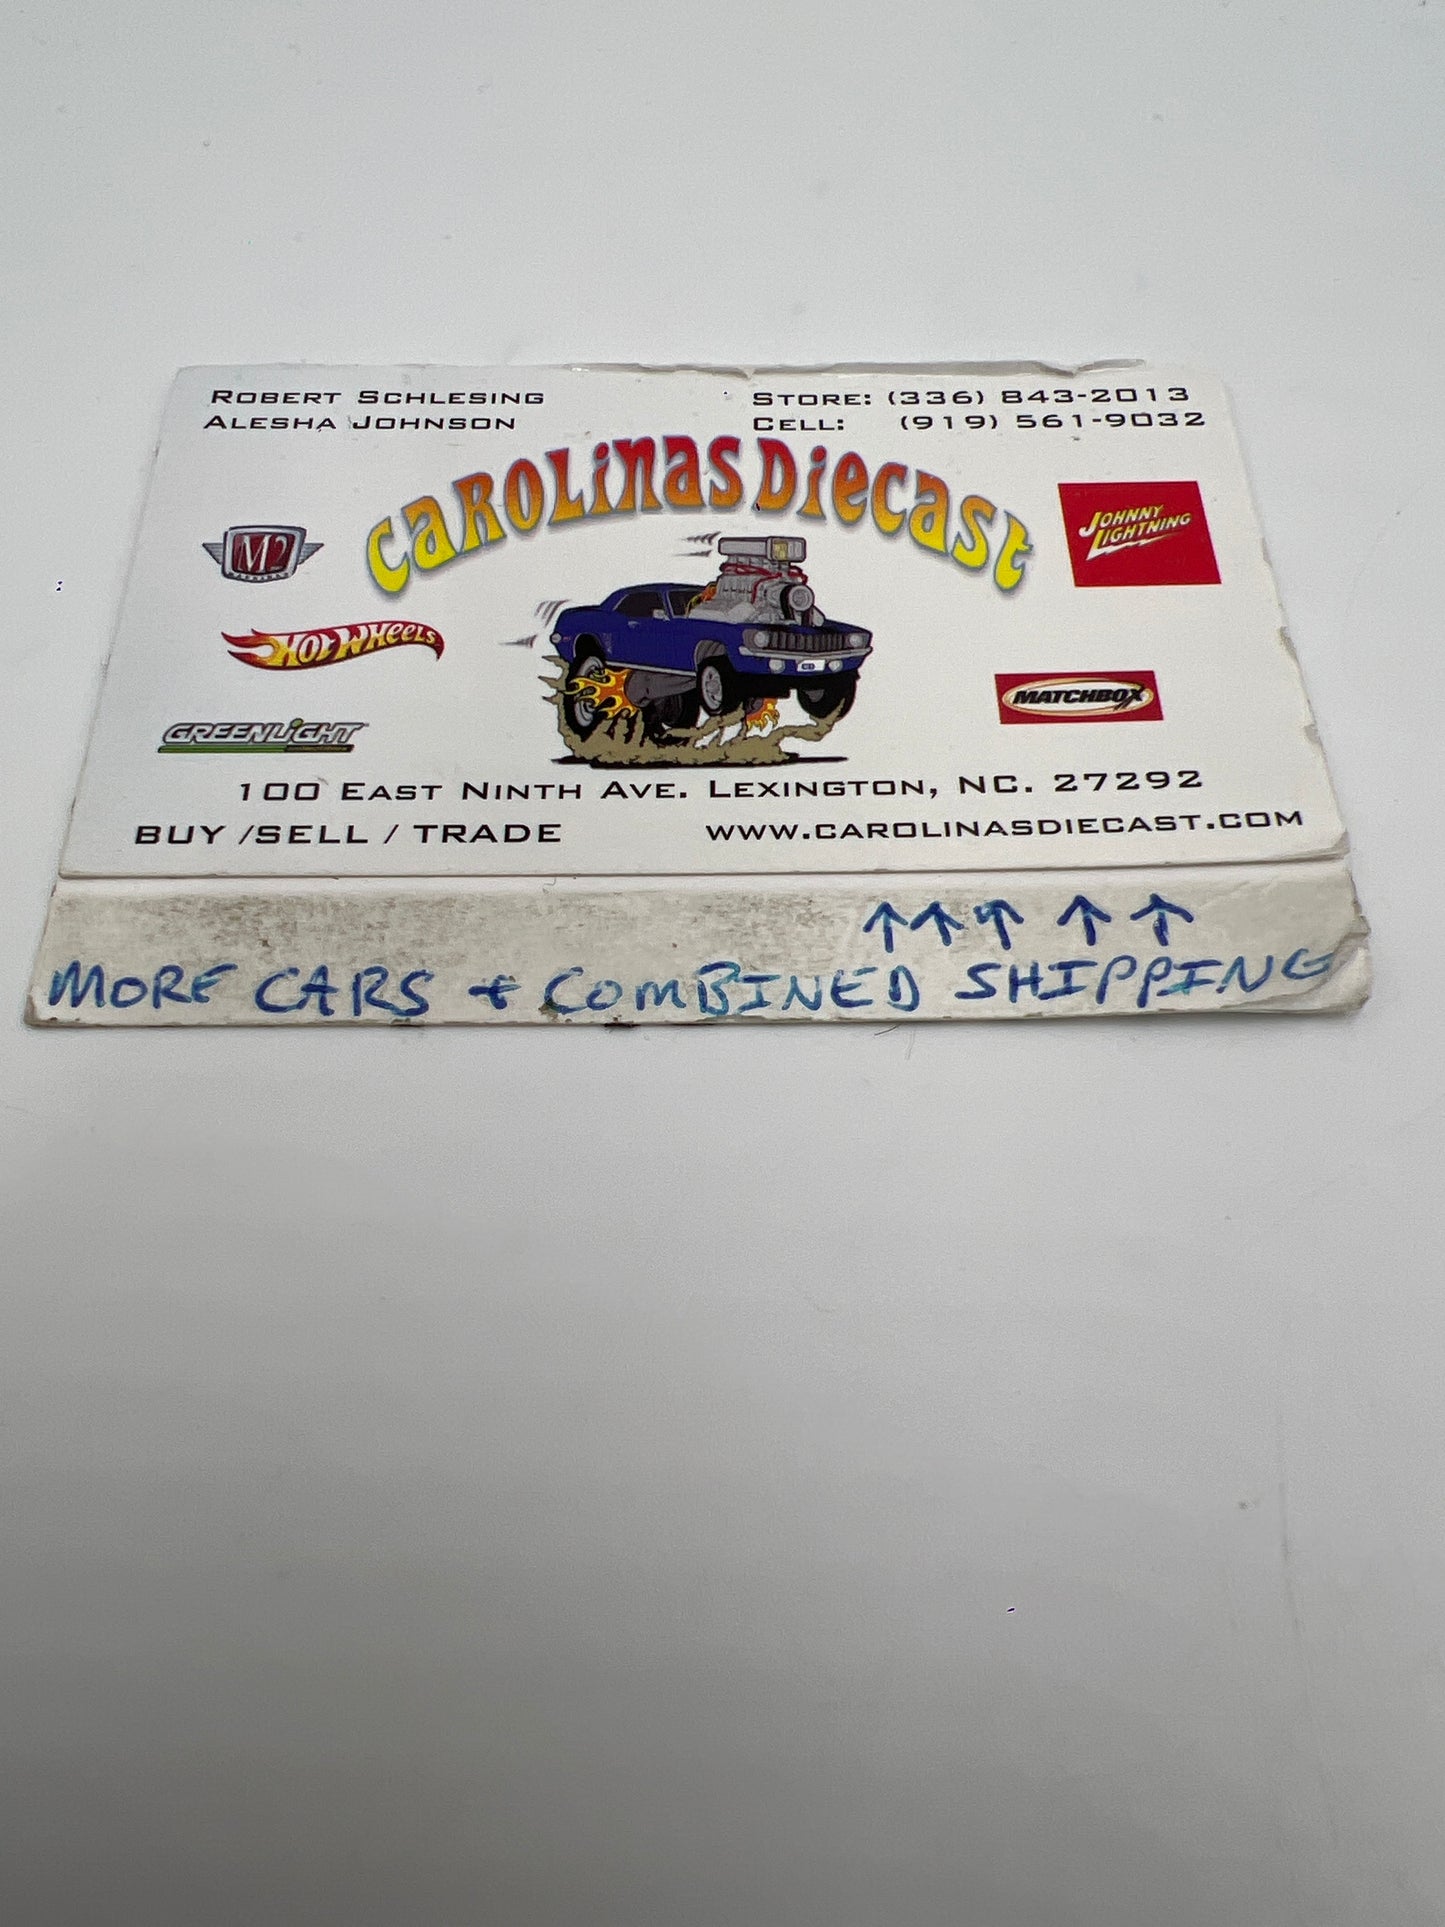 ROBERT SCHLESING
ALESHA JOHNSON
STORE: (336) 843-2013
CELL: (919) 561-9032
CAROLINAS DIECAST
M2
JOHNNY LIGHTNING
HOT WHEELS
MATCHBOX
GREENLIGHT
100 EAST NINTH AVE. LEXINGTON, NC. 27292
BUY /SELL / TRADE
WWW.CAROLINASDIECAST.COM
↑↑↑ ↑ ↑
MORE CARS + COMBINED SHIPPING